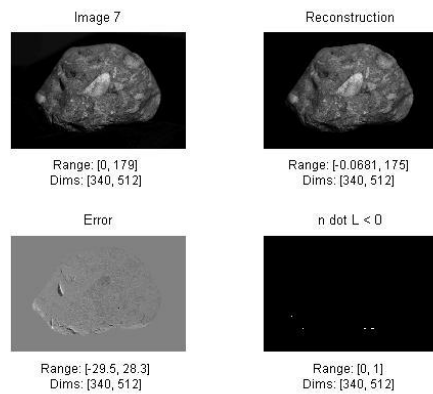 Image 7
Reconstruction
Range: [0, 179]
Dims: [340, 512]
Range: [-0.0681, 175]
Dims: [340, 512]
Error
n dot L < 0
Range: [-29.5, 28.3]
Dims: [340, 512]
Range: [0, 1]
Dims: [340, 512]